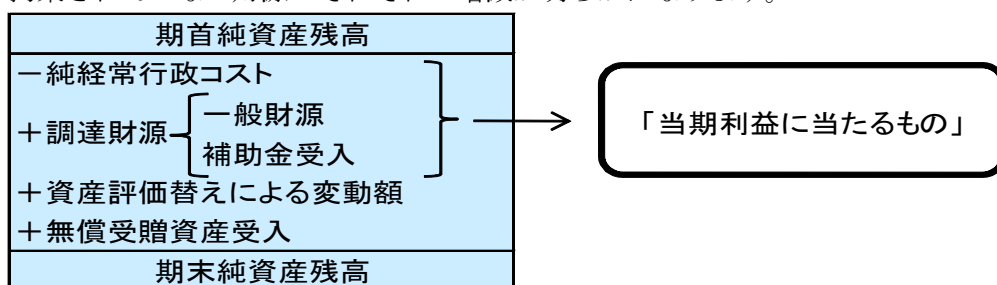 期首純資産残高
－純経常行政コスト
＋調達財源
一般財源
補助金受入
＋資産評価替えによる変動額
＋無償受贈資産受入
期末純資産残高
「当期利益に当たるもの」